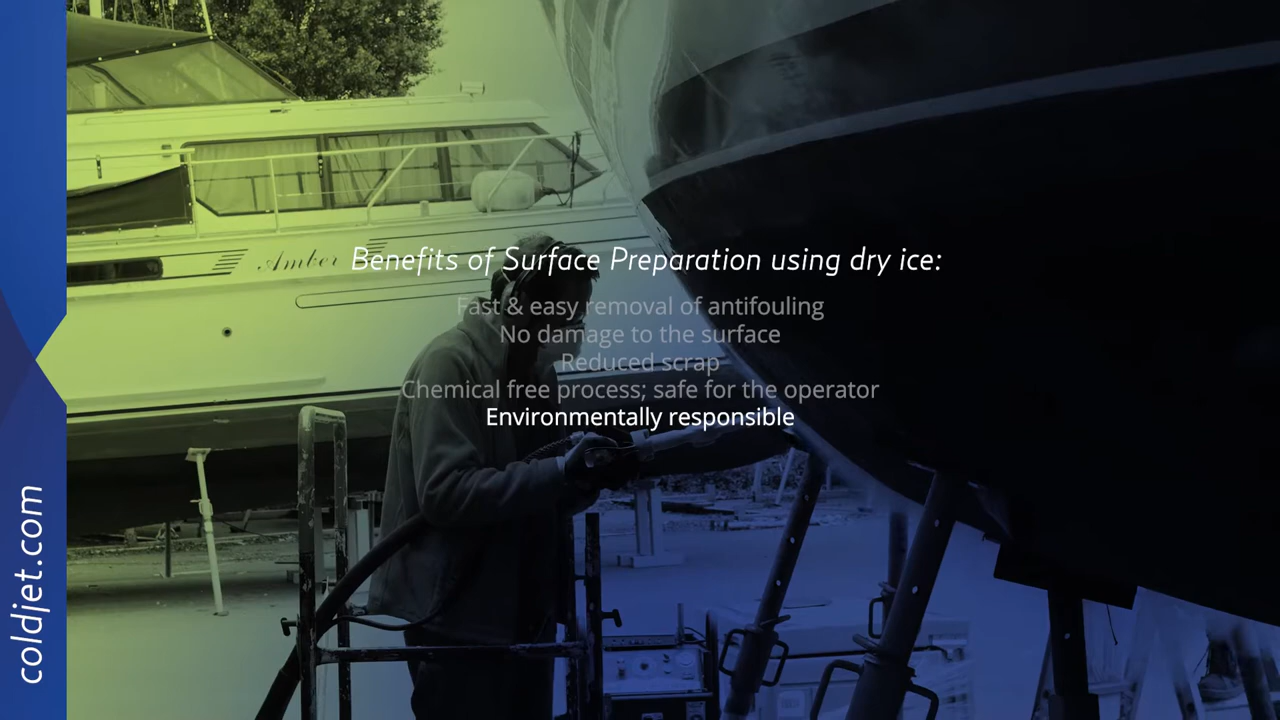 Amber
Benefits of Surface Preparation using dry ice:
Fast & easy removal of antifouling
No damage to the surface
Reduced scrap
Chemical free process; safe for the operator
Environmentally responsible
coldjet.com